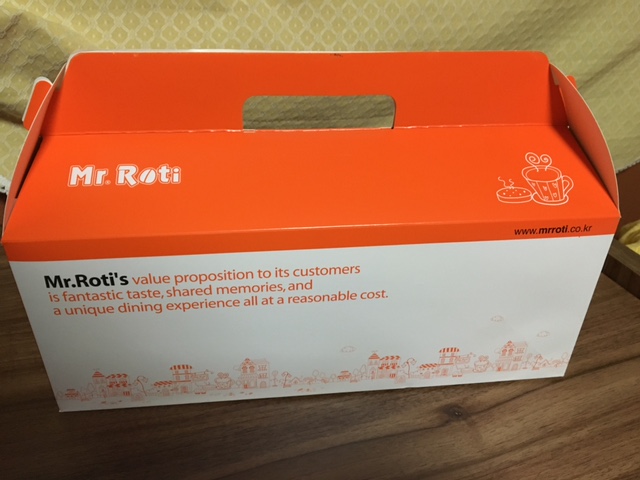 Mr. Roti
www.mrroti.co.kr
Mr.Roti's value proposition to its customers
is fantastic taste, shared memories, and
a unique dining experience all at a reasonable cost.